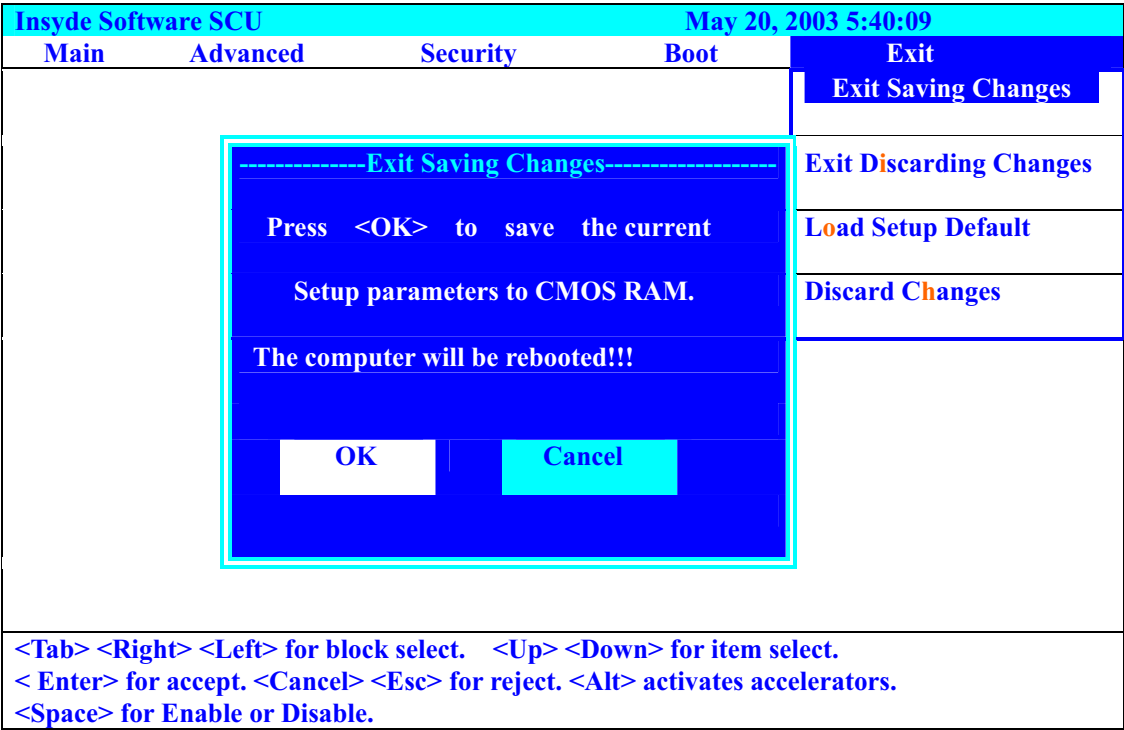 Insyde Software SCU May 20, 2003 5:40:09
Main Advanced Security Boot Exit
Exit Saving Changes
Exit Discarding Changes
Load Setup Default
Discard Changes
--------------Exit Saving Changes-------------------
Press <OK> to save the current
Setup parameters to CMOS RAM.
The computer will be rebooted!!!
OK Cancel
<Tab> <Right> <Left> for block select. <Up> <Down> for item select.
< Enter> for accept. <Cancel> <Esc> for reject. <Alt> activates accelerators.
<Space> for Enable or Disable.